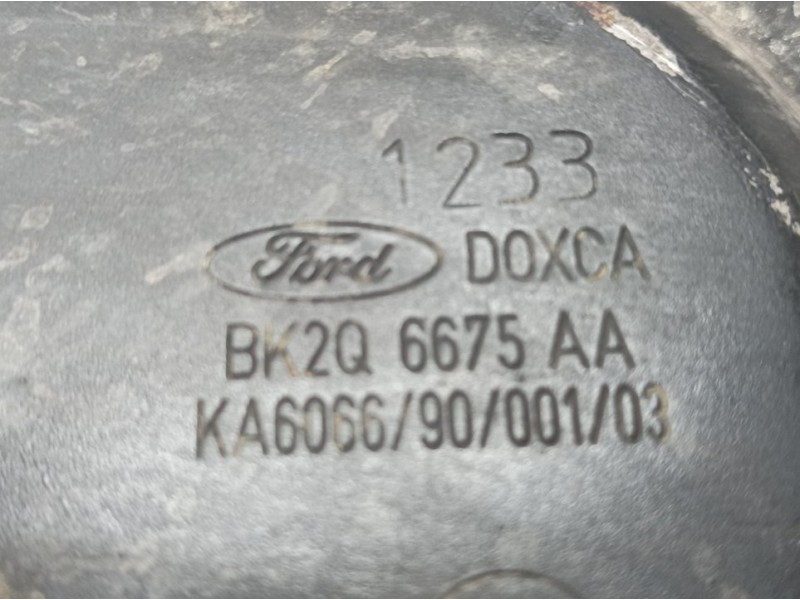 1233
Ford DOXCA
BK2Q 6675 AA
KA6066/90/001/03